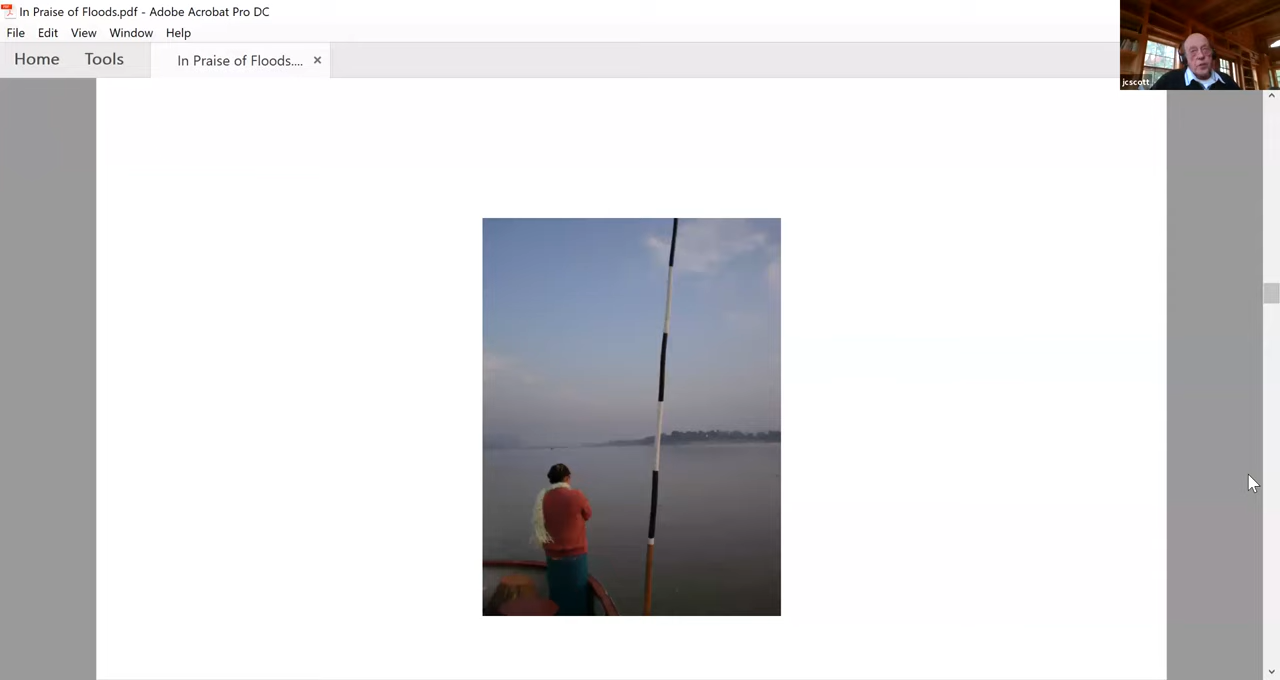 In Praise of Floods.pdf - Adobe Acrobat Pro DC
File Edit View Window Help
Home Tools In Praise of Floods.... ×
jcscott